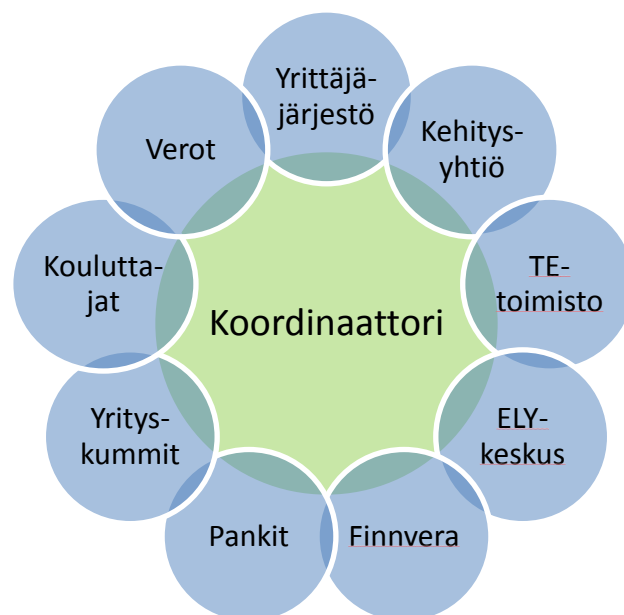 Yrittäjä-
järjestö
Kehitys-
yhtiö
TE-
toimisto
ELY-
keskus
Finnvera
Pankit
Yritys-
kummit
Koulutta-
jat
Verot
Koordinaattori